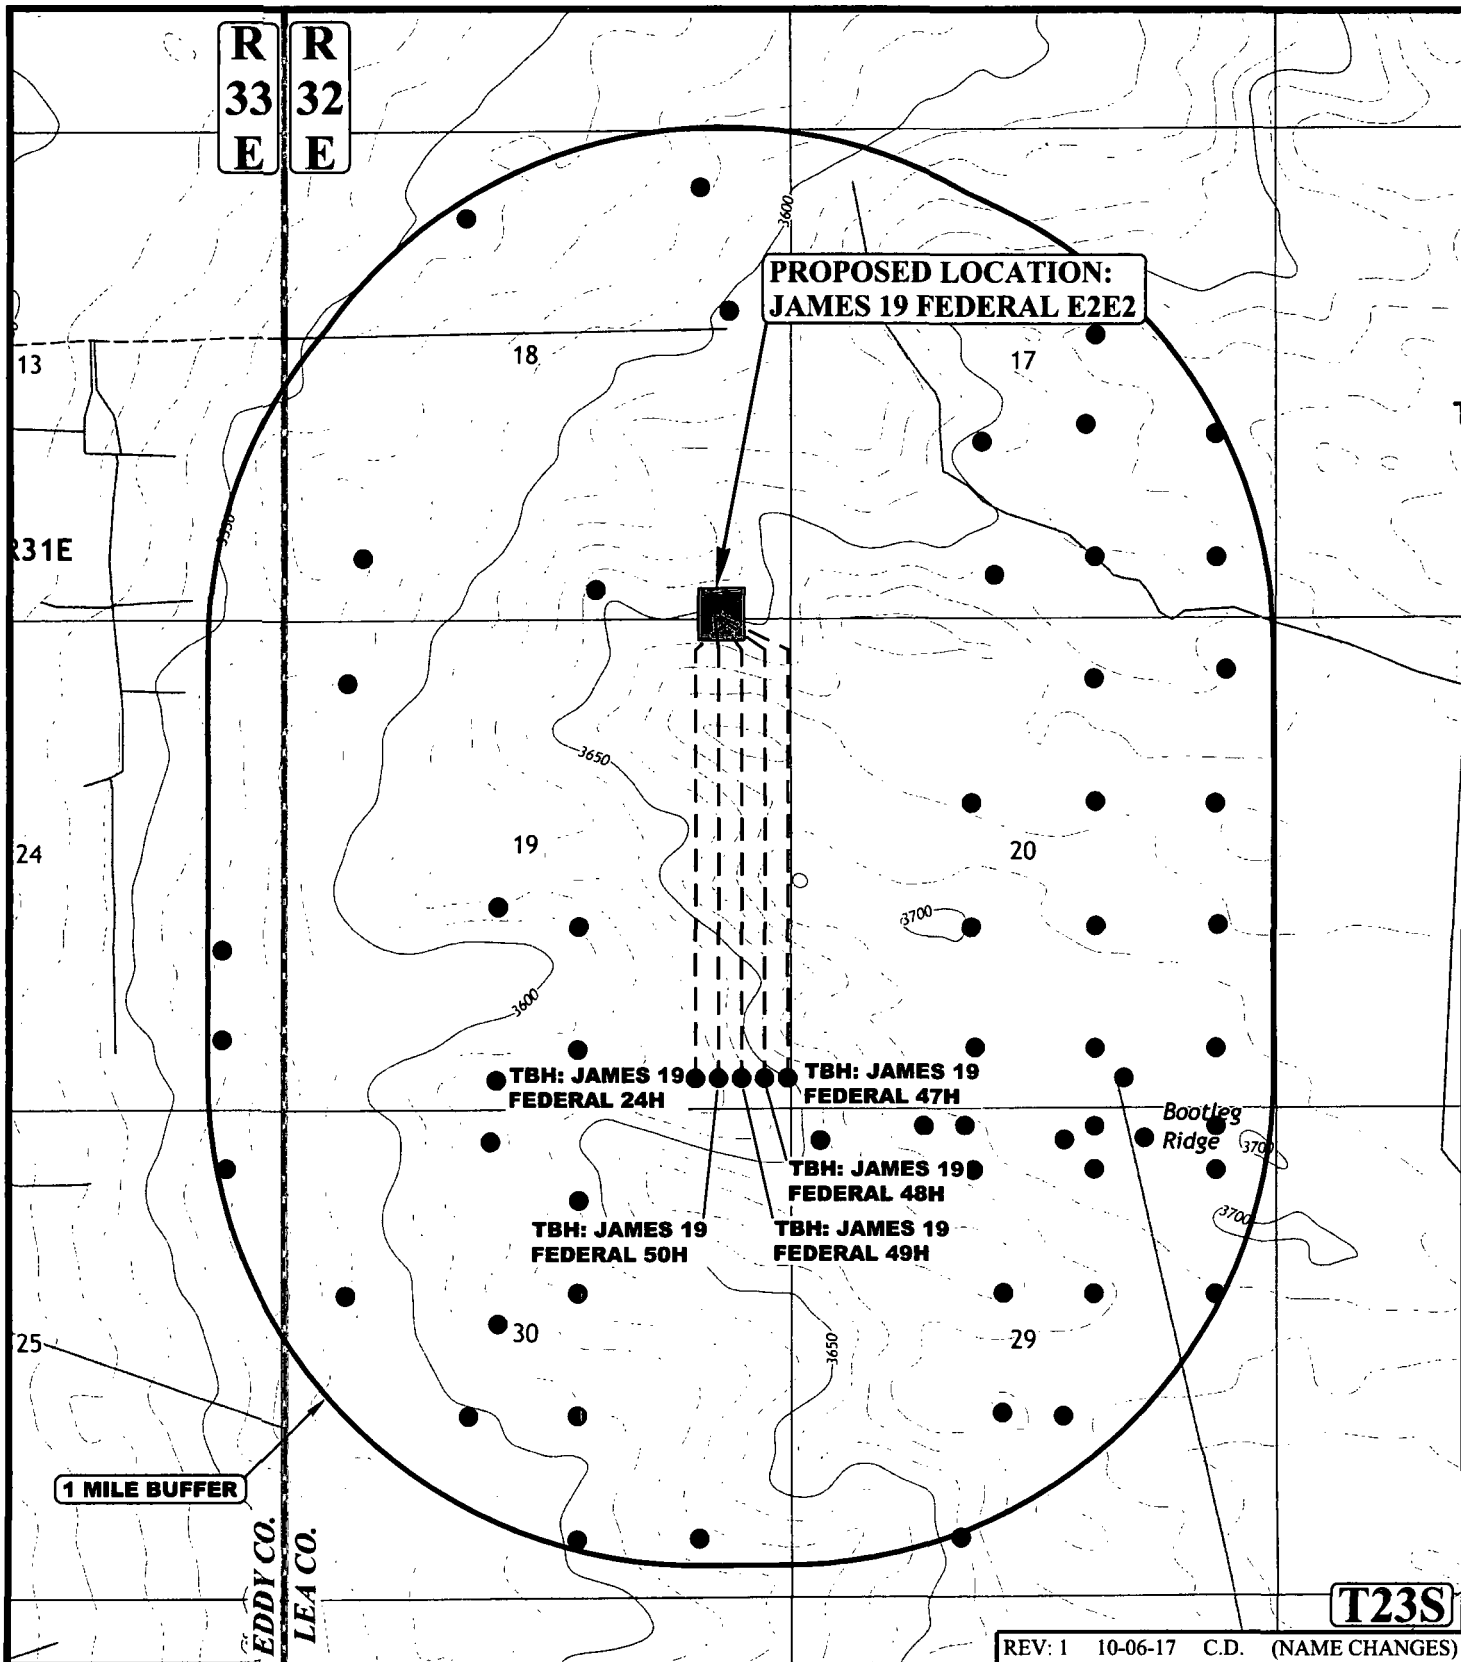 R
33
E
R
32
E
3600
PROPOSED LOCATION:
JAMES 19 FEDERAL E2E2
13
18
17
R31E
3550
3650
24
19
20
3700
3600
TBH: JAMES 19
FEDERAL 24H
TBH: JAMES 19
FEDERAL 47H
Bootleg
Ridge
3700
TBH: JAMES 19
FEDERAL 48H
TBH: JAMES 19
FEDERAL 50H
TBH: JAMES 19
FEDERAL 49H
3700
25
30
3650
29
1 MILE BUFFER
EDDY CO.
LEA CO.
T23S
REV: 1 10-06-17 C.D. (NAME CHANGES)